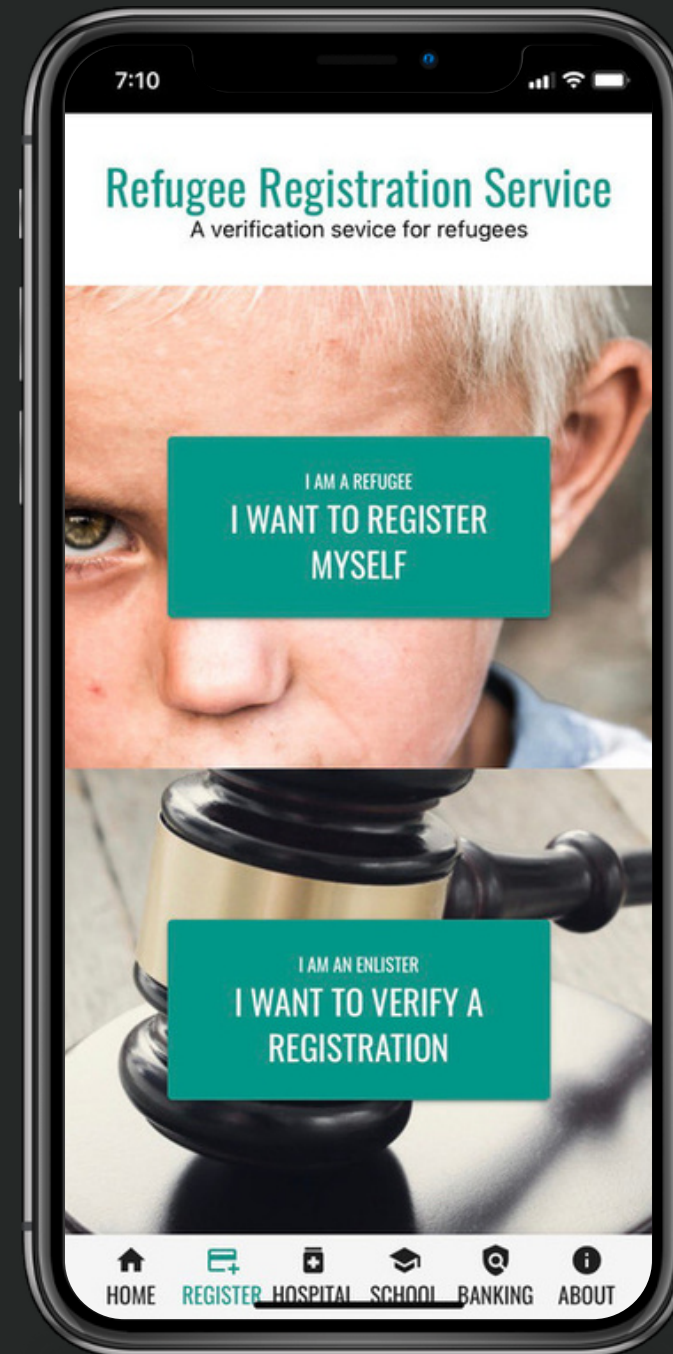 7:10
Refugee Registration Service
A verification sevice for refugees
I AM A REFUGEE
I WANT TO REGISTER
MYSELF
I AM AN ENLISTER
I WANT TO VERIFY A
REGISTRATION
HOME REGISTER HOSPITAL SCHOOL BANKING ABOUT